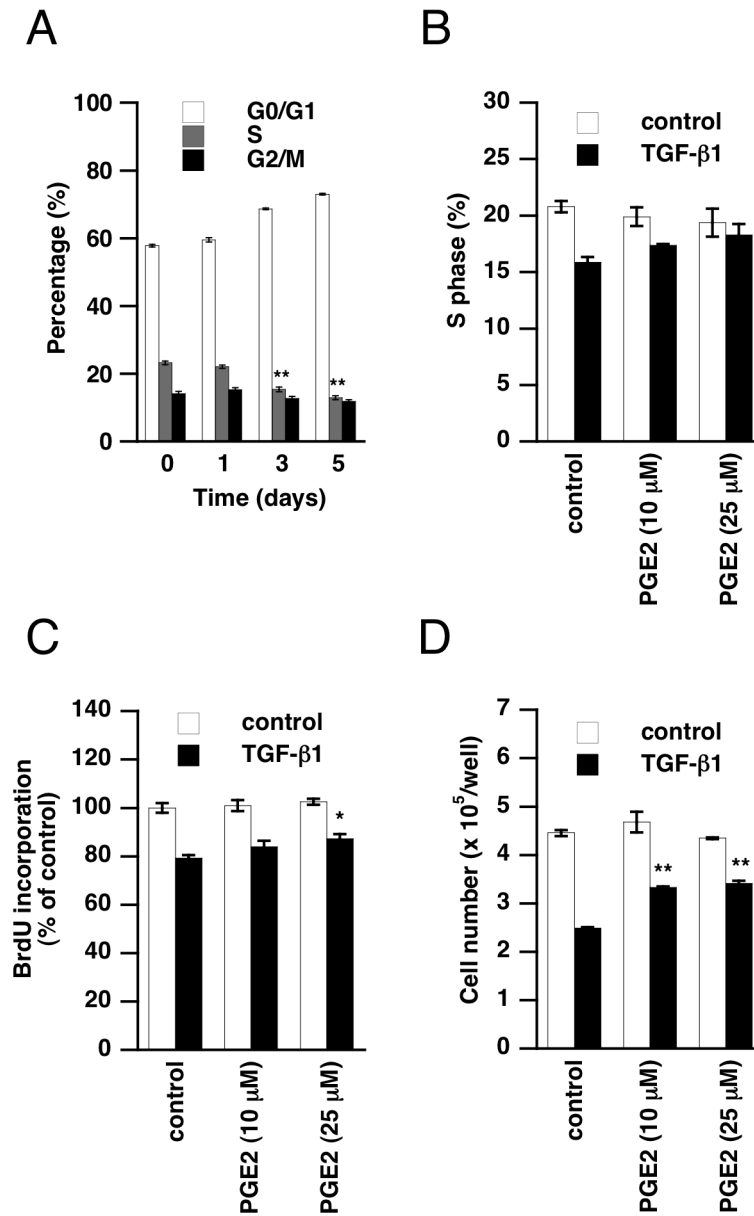 A
100
80
60
40
20
0
Percentage (%)
G0/G1
S
G2/M
**
**
0 1 3 5
Time (days)
B
30
25
20
15
10
5
0
S phase (%)
control
TGF-β1
control
PGE2 (10 μM)
PGE2 (25 μM)
C
140
120
100
80
60
40
20
0
BrdU incorporation
(% of control)
control
TGF-β1
*
control
PGE2 (10 μM)
PGE2 (25 μM)
D
7
6
5
4
3
2
1
0
Cell number (x 10⁵/well)
control
TGF-β1
**
**
control
PGE2 (10 μM)
PGE2 (25 μM)